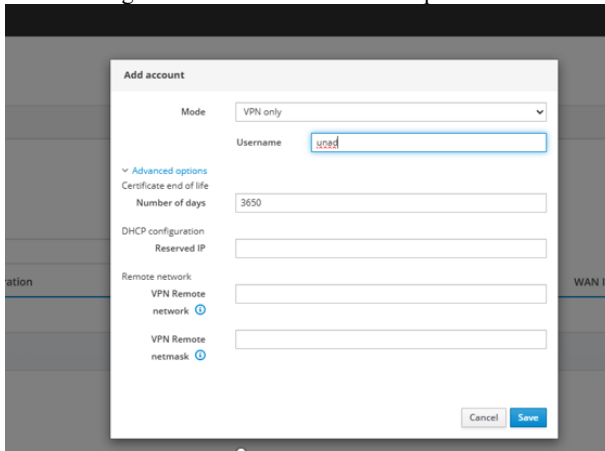 Add account
Mode VPN only
Username unad
Advanced options
Certificate end of life
Number of days 3650
DHCP configuration
Reserved IP
ration
WAN I
Remote network
VPN Remote
network
VPN Remote
netmask
Cancel Save